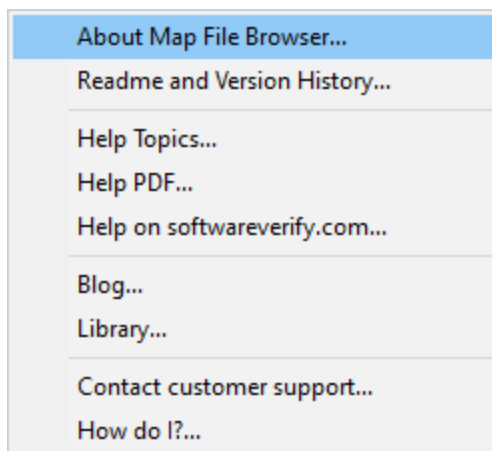 About Map File Browser...
Readme and Version History...
Help Topics...
Help PDF...
Help on softwareverify.com...
Blog...
Library...
Contact customer support...
How do I?...